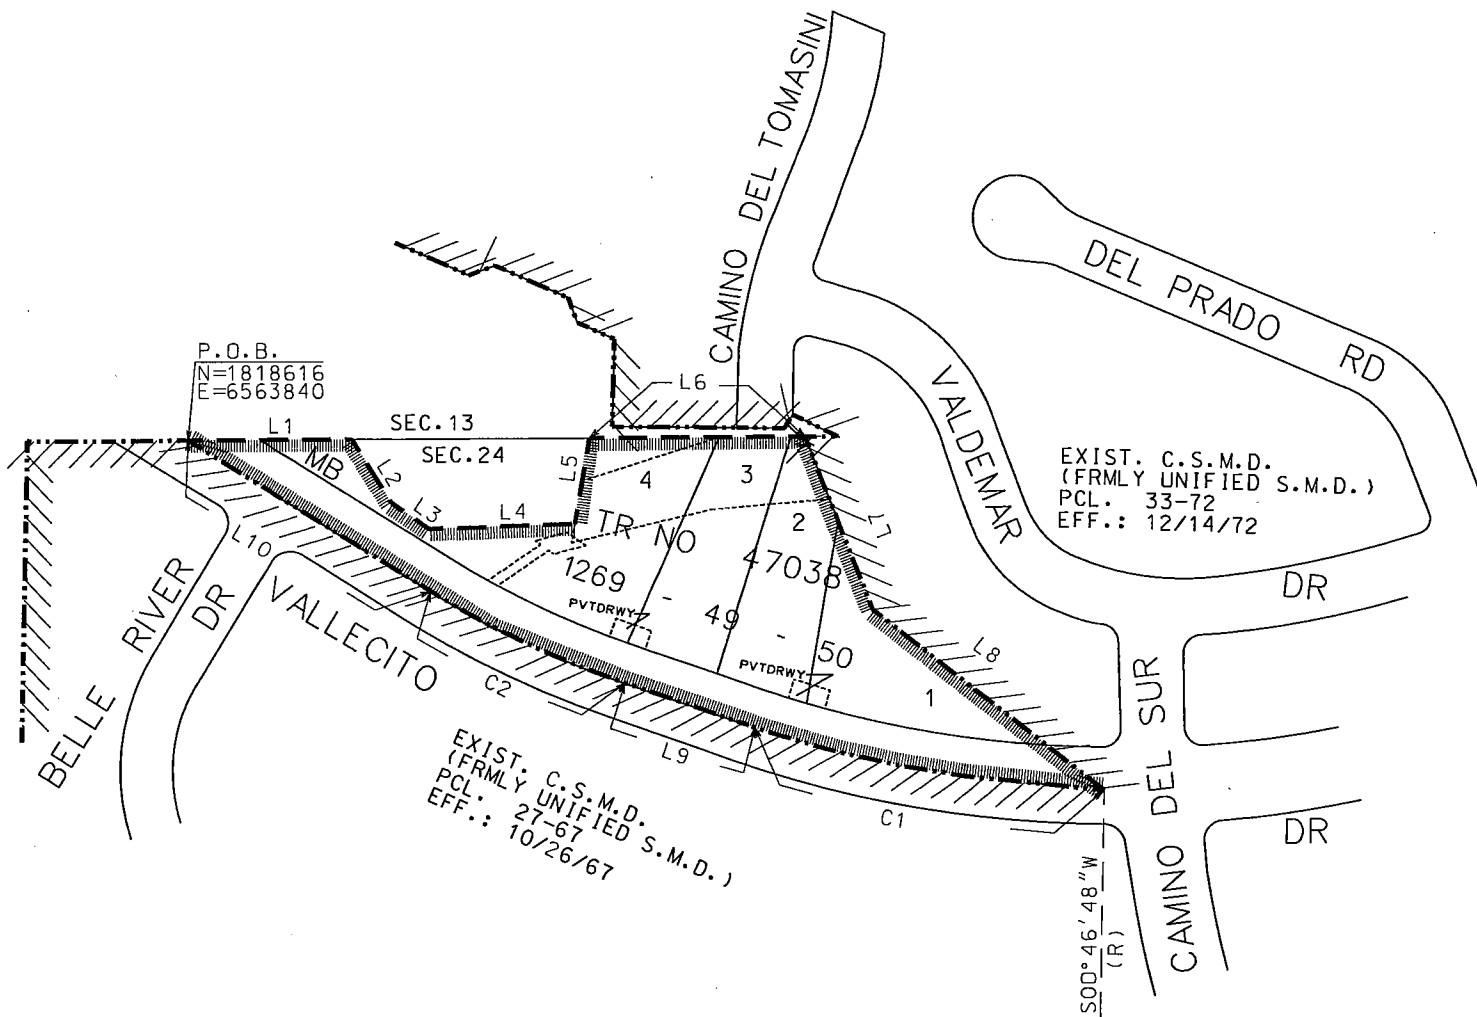 CAMINO DEL TOMASINI
DEL PRADO RD
P.O.B.
N=1818616
E=6563840
L6
L1
SEC.13
SEC.24
MB
L2
L3
L4
L5
4
3
2
1
VALDEMAR
DR
EXIST. C.S.M.D.
(FRMLY UNIFIED S.M.D.)
PCL. 33-72
EFF.: 12/14/72
L7
TR NO 47038
1269 - 49 - 50
PVTDRWY
PVTDRWY
L8
L10
BELLE RIVER DR
VALLECITO
DR
C2
L9
C1
EXIST. C.S.M.D.
(FRMLY UNIFIED S.M.D.)
PCL. 27-67
EFF.: 10/26/67
CAMINO DEL SUR
S00°46'48"W
(R)